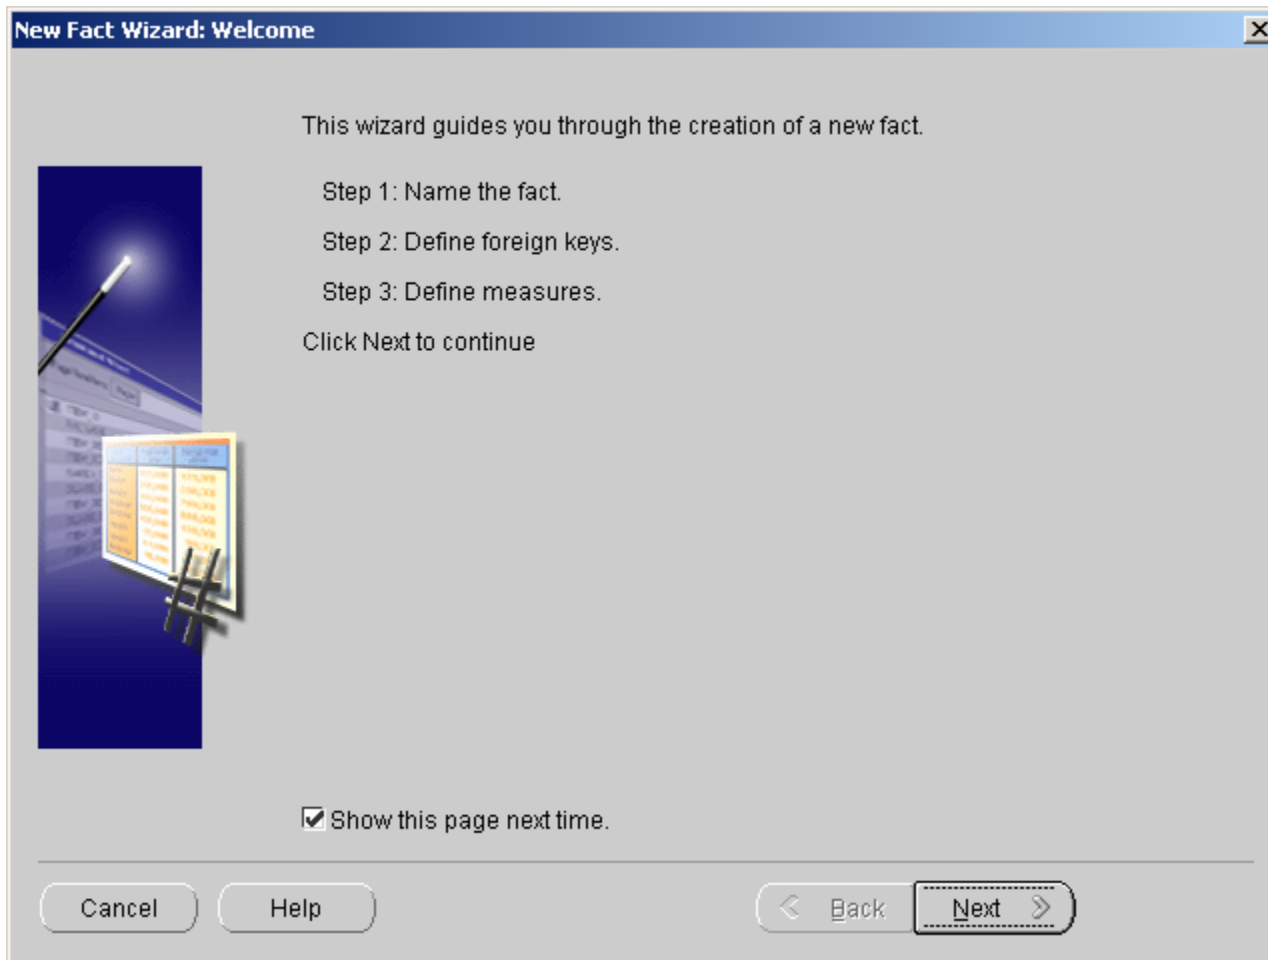 New Fact Wizard: Welcome
This wizard guides you through the creation of a new fact.
Step 1: Name the fact.
Step 2: Define foreign keys.
Step 3: Define measures.
Click Next to continue
Show this page next time.
Cancel
Help
Back
Next